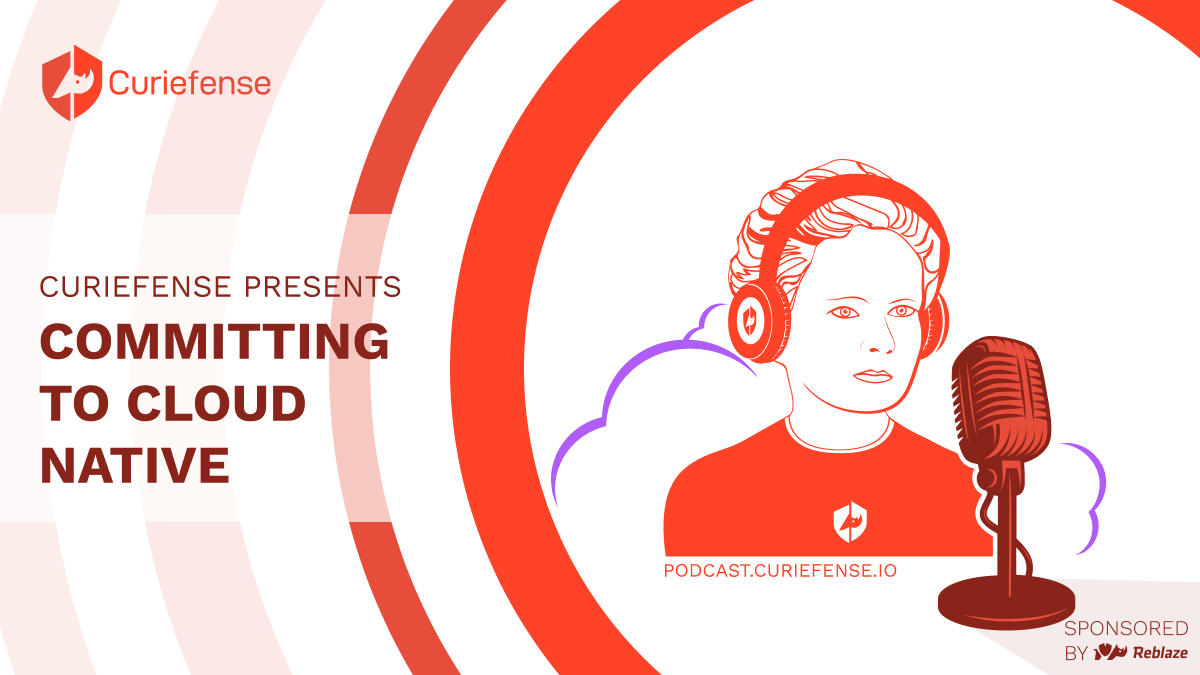 Curiefense
CURIEFENSE PRESENTS
COMMITTING
TO CLOUD
NATIVE
PODCAST.CURIEFENSE.IO
SPONSORED
BY Reblaze